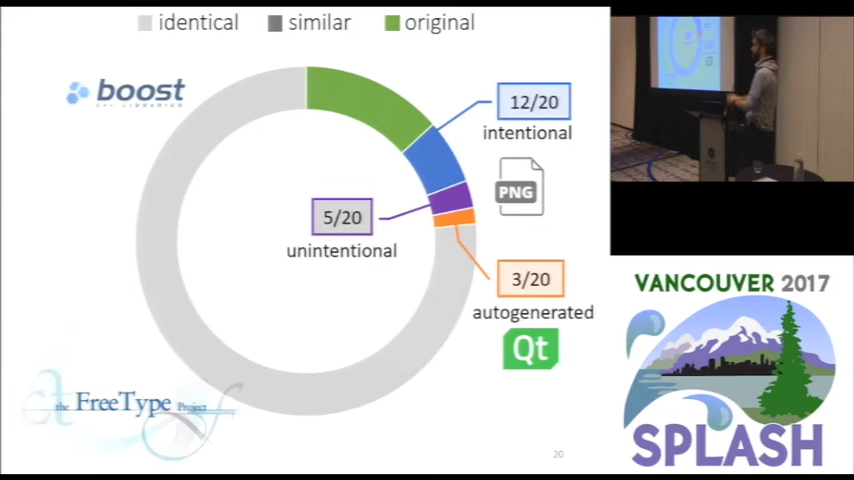 identical similar original
boost
C++ LIBRARIES
12/20
intentional
PNG
5/20
unintentional
3/20
autogenerated
Qt
the FreeType Project
20
VANCOUVER 2017
SPLASH